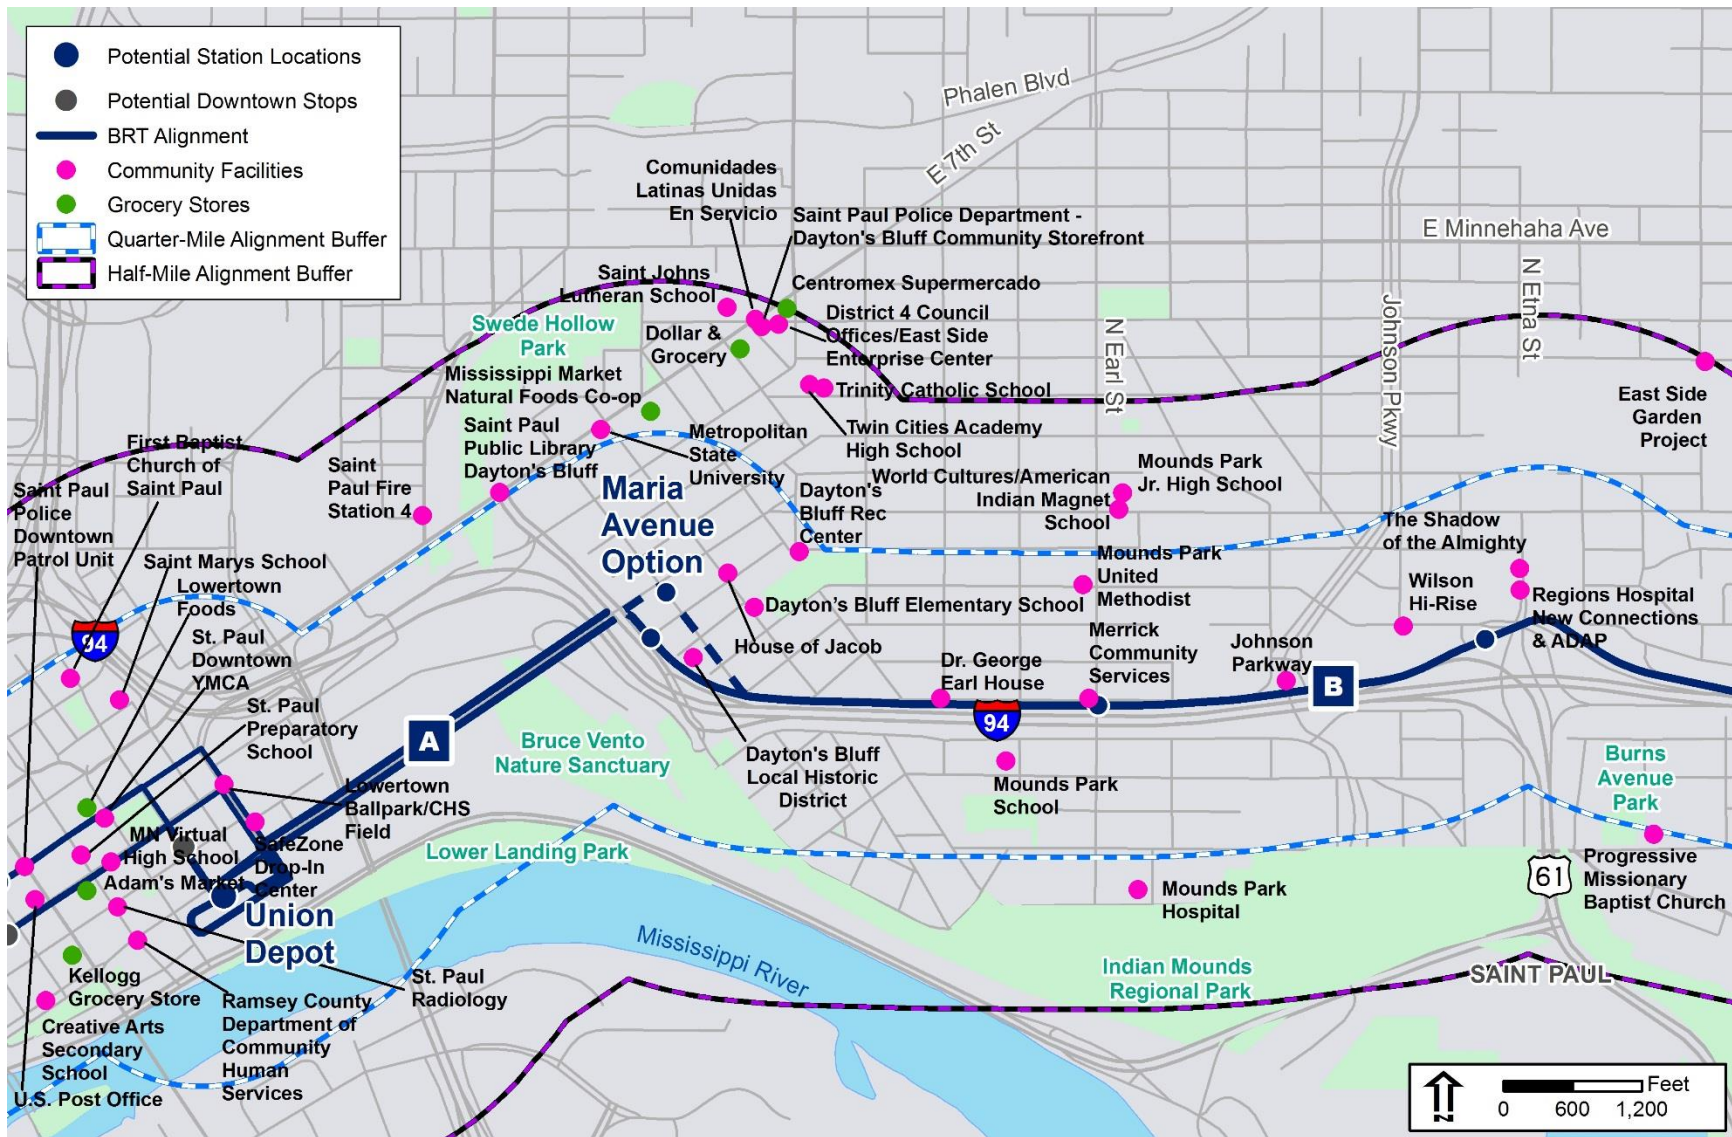 Potential Station Locations
Potential Downtown Stops
BRT Alignment
Community Facilities
Grocery Stores
Quarter-Mile Alignment Buffer
Half-Mile Alignment Buffer
Phalen Blvd
E 7th St
E Minnehaha Ave
N Etna St
Johnson Pkwy
N Earl St
Comunidades
Latinas Unidas
En Servicio
Saint Paul Police Department -
Dayton's Bluff Community Storefront
Saint Johns
Lutheran School
Centromex Supermercado
District 4 Council
Offices/East Side
Enterprise Center
Swede Hollow
Park
Dollar &
Grocery
Mississippi Market
Natural Foods Co-op
Trinity Catholic School
East Side
Garden
Project
First Baptist
Church of
Saint Paul
Saint
Paul Fire
Station 4
Saint Paul
Public Library
Dayton's Bluff
Metropolitan
State
University
Twin Cities Academy
High School
World Cultures/American
Indian Magnet
School
Mounds Park
Jr. High School
Saint Paul
Police
Downtown
Patrol Unit
Maria
Avenue
Option
Dayton's
Bluff Rec
Center
The Shadow
of the Almighty
Saint Marys School
Lowertown
Foods
Mounds Park
United
Methodist
Wilson
Hi-Rise
Regions Hospital
New Connections
& ADAP
Dayton's Bluff Elementary School
House of Jacob
94
St. Paul
Downtown
YMCA
Dr. George
Earl House
Merrick
Community
Services
Johnson
Parkway
B
St. Paul
Preparatory
School
A
94
Bruce Vento
Nature Sanctuary
Dayton's Bluff
Local Historic
District
Mounds Park
School
Burns
Avenue
Park
Lowertown
Ballpark/CHS
Field
MN Virtual
High School
SafeZone
Drop-In
Center
Lower Landing Park
Adam's Market
61
Progressive
Missionary
Baptist Church
Mounds Park
Hospital
Union
Depot
Mississippi River
Indian Mounds
Regional Park
SAINT PAUL
Kellogg
Grocery Store
St. Paul
Radiology
Ramsey County
Department of
Community
Human
Services
Creative Arts
Secondary
School
U.S. Post Office
N
Feet
0 600 1,200